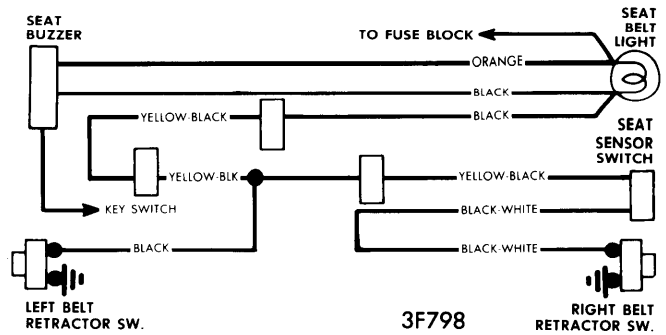 SEAT
BUZZER
TO FUSE BLOCK
SEAT
BELT
LIGHT
ORANGE
BLACK
YELLOW-BLACK
BLACK
SEAT
SENSOR
SWITCH
YELLOW-BLK
YELLOW-BLACK
KEY SWITCH
BLACK-WHITE
BLACK
BLACK-WHITE
LEFT BELT
RETRACTOR SW.
3F798
RIGHT BELT
RETRACTOR SW.